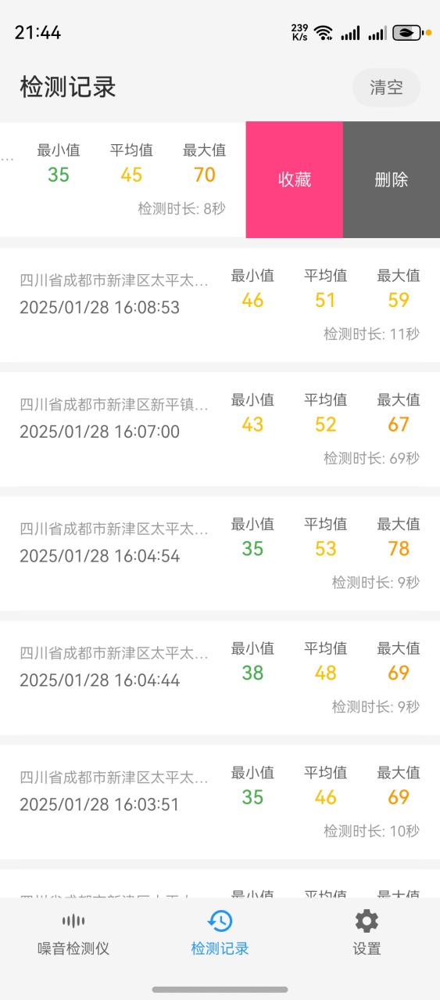 21:44
239
K/s
检测记录
清空
...
最小值 平均值 最大值
35 45 70
检测时长: 8秒
收藏
删除
四川省成都市新津区太平太...
最小值 平均值 最大值
2025/01/28 16:08:53
46 51 59
检测时长: 11秒
四川省成都市新津区新平镇...
最小值 平均值 最大值
2025/01/28 16:07:00
43 52 67
检测时长: 69秒
四川省成都市新津区太平太...
最小值 平均值 最大值
2025/01/28 16:04:54
35 53 78
检测时长: 9秒
四川省成都市新津区太平太...
最小值 平均值 最大值
2025/01/28 16:04:44
38 48 69
检测时长: 9秒
四川省成都市新津区太平太...
最小值 平均值 最大值
2025/01/28 16:03:51
35 46 69
检测时长: 10秒
最小值 平均值 最大值
噪音检测仪
检测记录
设置